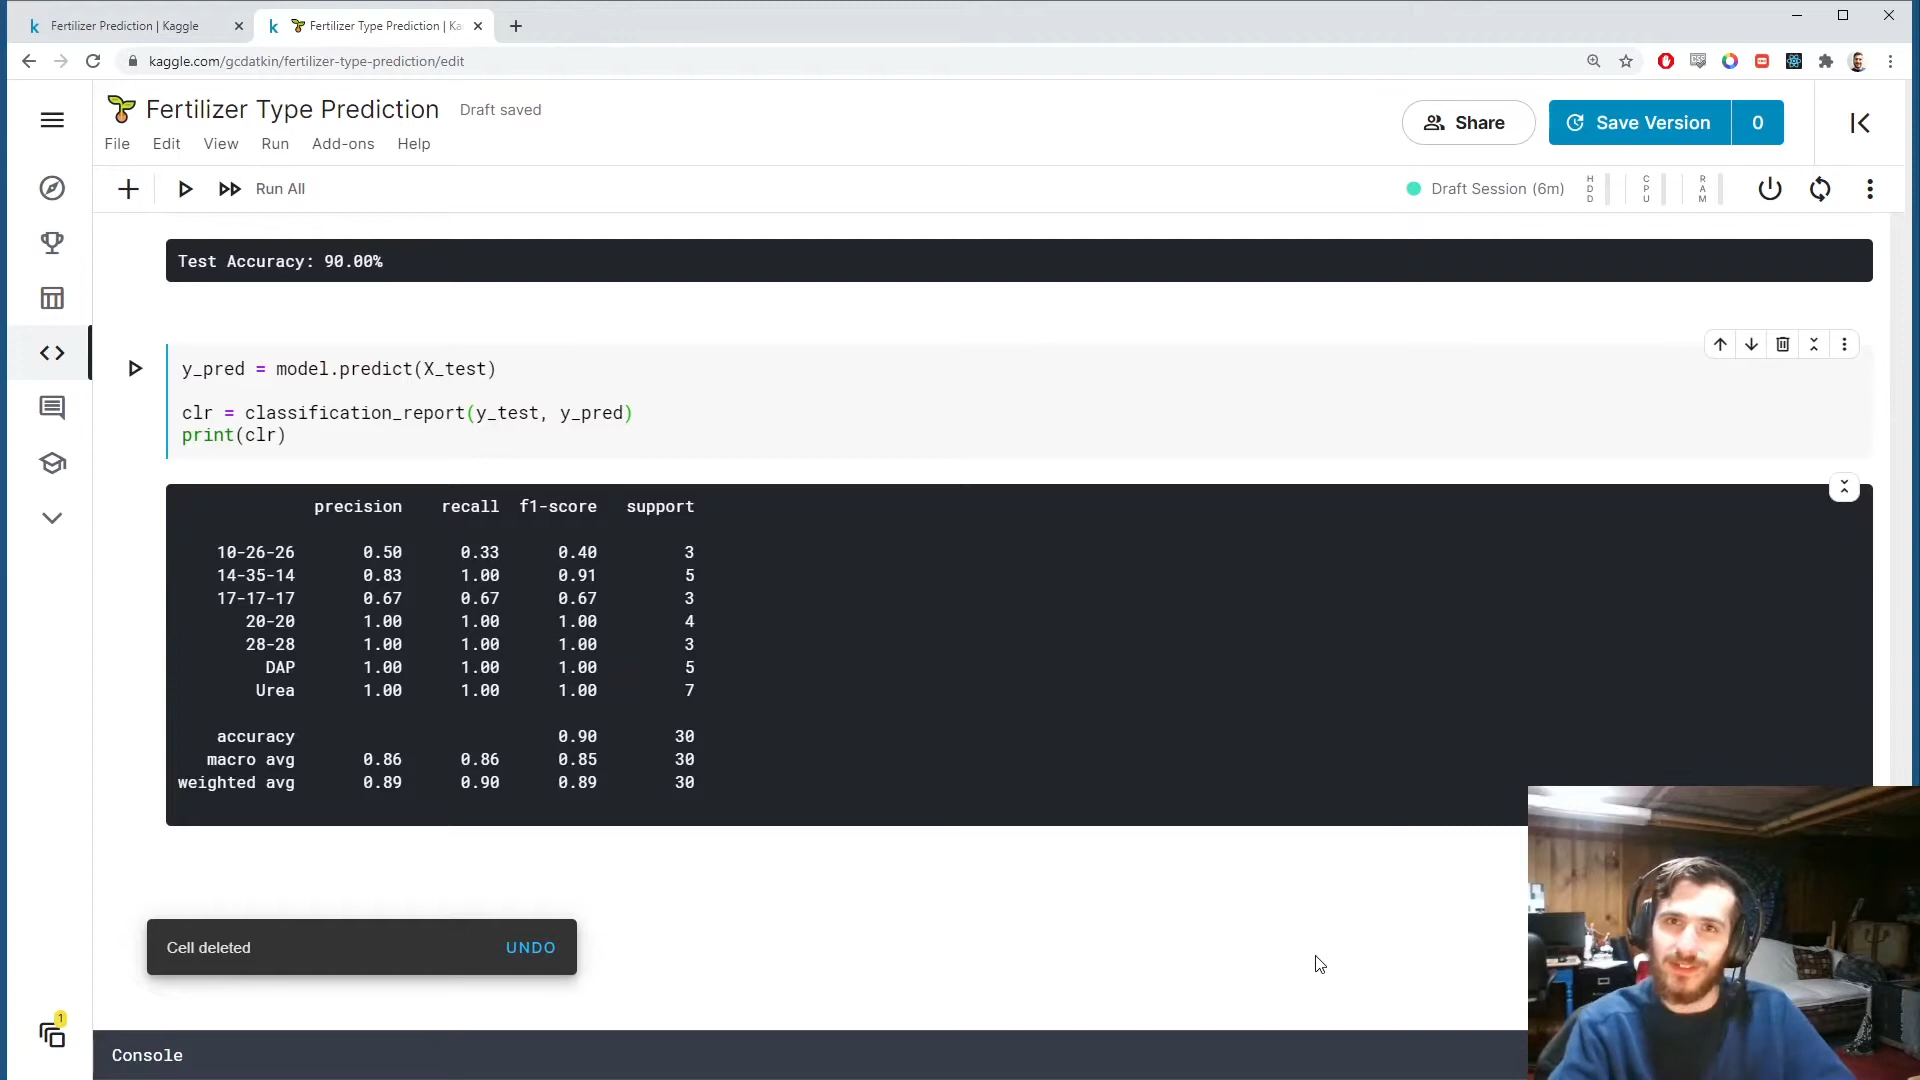 Fertilizer Prediction | Kaggle
Fertilizer Type Prediction | Ka
kaggle.com/gcdatkin/fertilizer-type-prediction/edit
Fertilizer Type Prediction
Draft saved
Share
Save Version
0
File Edit View Run Add-ons Help
Run All
Draft Session (6m)
HDD
CPU
RAM
Test Accuracy: 90.00%
y_pred = model.predict(X_test)
clr = classification_report(y_test, y_pred)
print(clr)
precision recall f1-score support
10-26-26 0.50 0.33 0.40 3
14-35-14 0.83 1.00 0.91 5
17-17-17 0.67 0.67 0.67 3
20-20 1.00 1.00 1.00 4
28-28 1.00 1.00 1.00 3
DAP 1.00 1.00 1.00 5
Urea 1.00 1.00 1.00 7
accuracy 0.90 30
macro avg 0.86 0.86 0.85 30
weighted avg 0.89 0.90 0.89 30
Cell deleted UNDO
1
Console